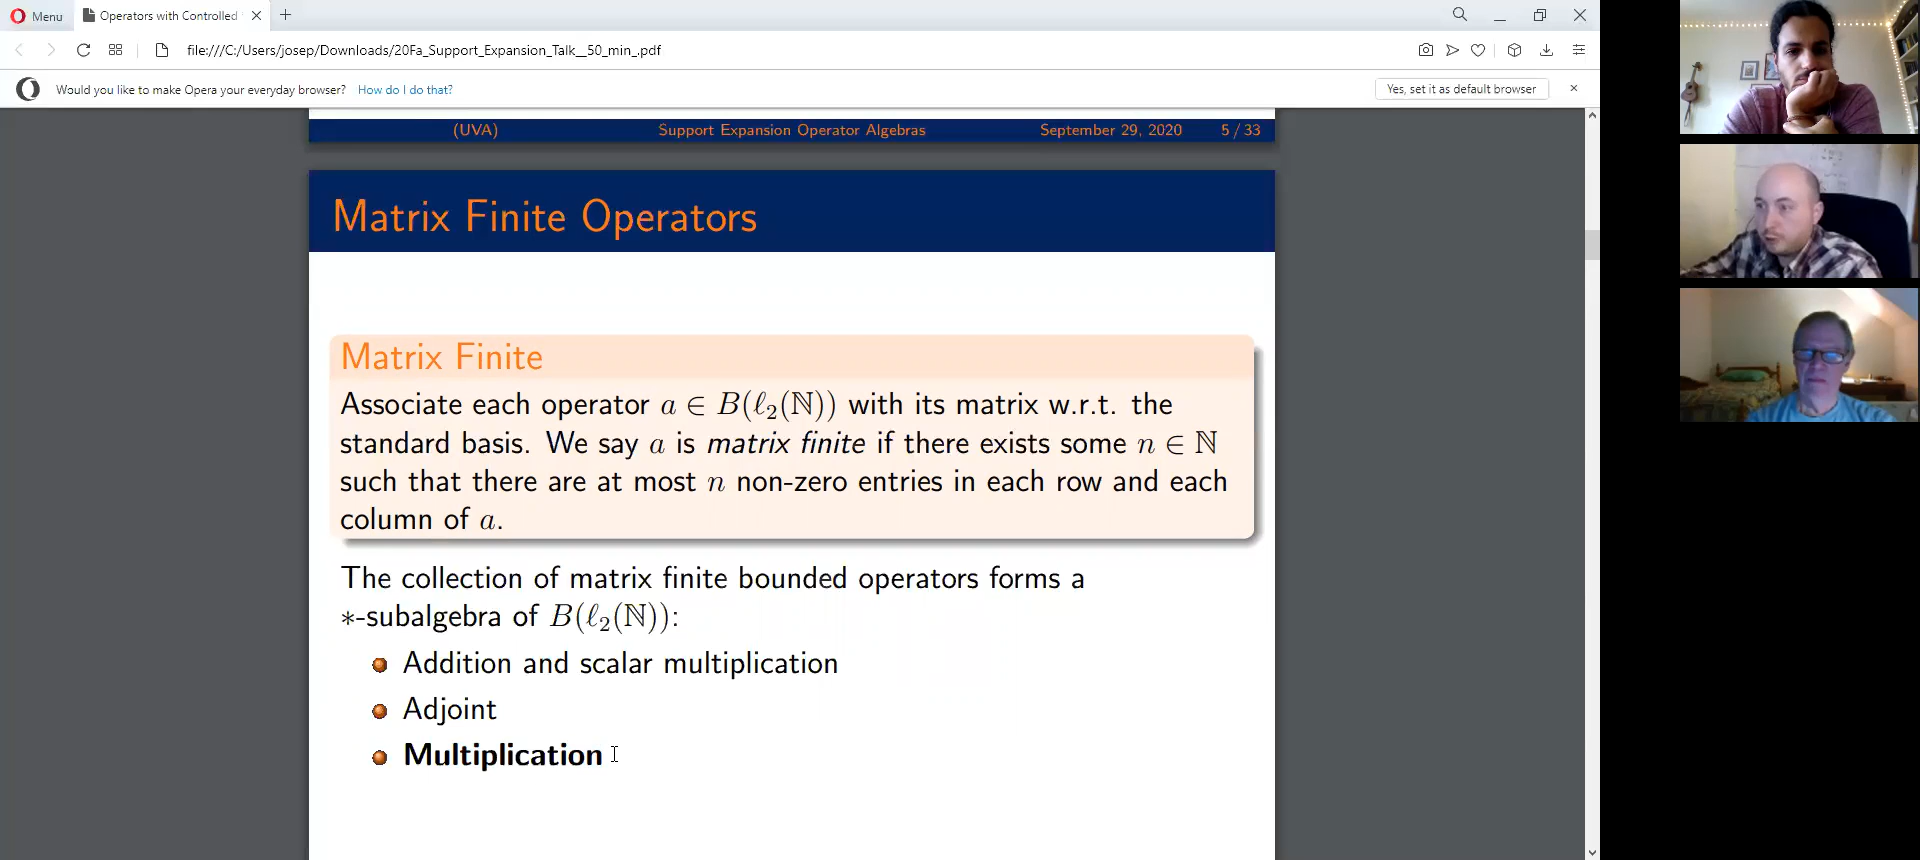 Menu
Operators with Controlled
file:///C:/Users/josep/Downloads/20Fa_Support_Expansion_Talk__50_min_.pdf
Would you like to make Opera your everyday browser? How do I do that?
Yes, set it as default browser
(UVA) Support Expansion Operator Algebras September 29, 2020 5 / 33
Matrix Finite Operators
Matrix Finite
Associate each operator a ∈ B(ℓ₂(ℕ)) with its matrix w.r.t. the
standard basis. We say a is matrix finite if there exists some n ∈ ℕ
such that there are at most n non-zero entries in each row and each
column of a.
The collection of matrix finite bounded operators forms a
∗-subalgebra of B(ℓ₂(ℕ)):
Addition and scalar multiplication
Adjoint
Multiplication